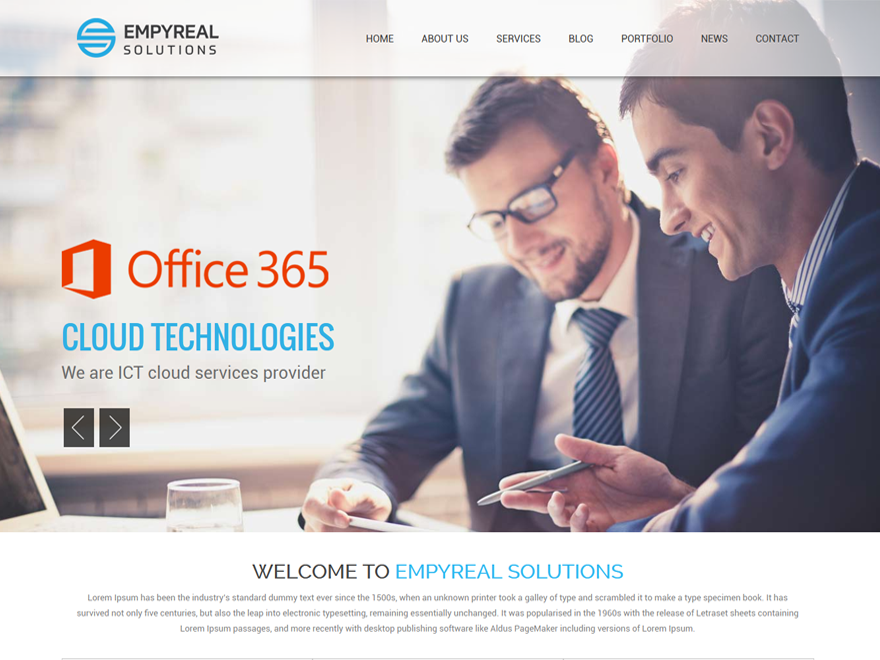 EMPYREAL
SOLUTIONS
HOME ABOUT US SERVICES BLOG PORTFOLIO NEWS CONTACT
Office 365
CLOUD TECHNOLOGIES
We are ICT cloud services provider
WELCOME TO EMPYREAL SOLUTIONS
Lorem Ipsum has been the industry's standard dummy text ever since the 1500s, when an unknown printer took a galley of type and scrambled it to make a type specimen book. It has
survived not only five centuries, but also the leap into electronic typesetting, remaining essentially unchanged. It was popularised in the 1960s with the release of Letraset sheets containing
Lorem Ipsum passages, and more recently with desktop publishing software like Aldus PageMaker including versions of Lorem Ipsum.